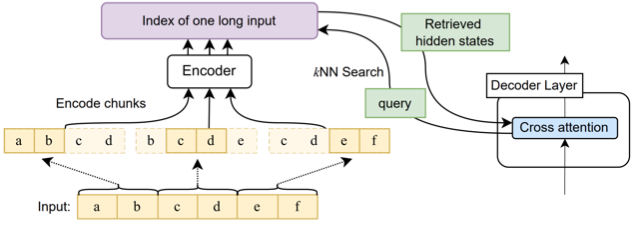 Index of one long input
Retrieved
hidden states
Encoder
kNN Search
Decoder Layer
Encode chunks
query
Cross attention
a b c d b c d e c d e f
Input: a b c d e f